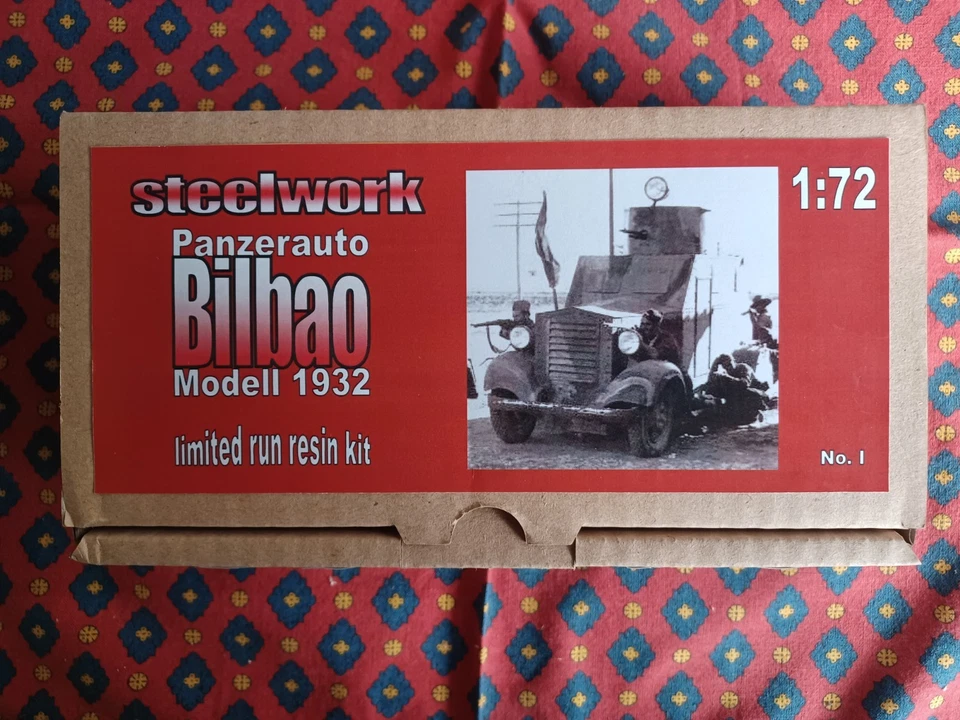 steelwork
Panzerauto
Bilbao
Modell 1932
limited run resin kit
1:72
No. I